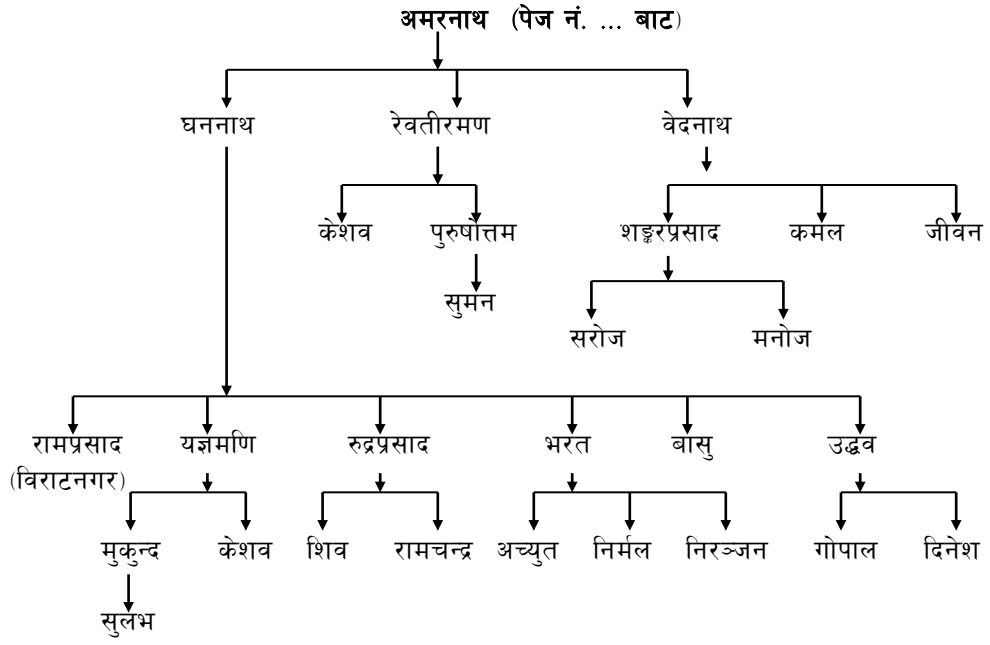 अमरनाथ (पेज नं. ... बाट)
घननाथ रेवतीरमण वेदनाथ
केशव पुरुषोत्तम शङ्करप्रसाद कमल जीवन
सुमन
सरोज मनोज
रामप्रसाद यज्ञमणि रुद्रप्रसाद भरत बासु उद्धव
(विराटनगर)
मुकुन्द केशव शिव रामचन्द्र अच्युत निर्मल निरञ्जन गोपाल दिनेश
सुलभ